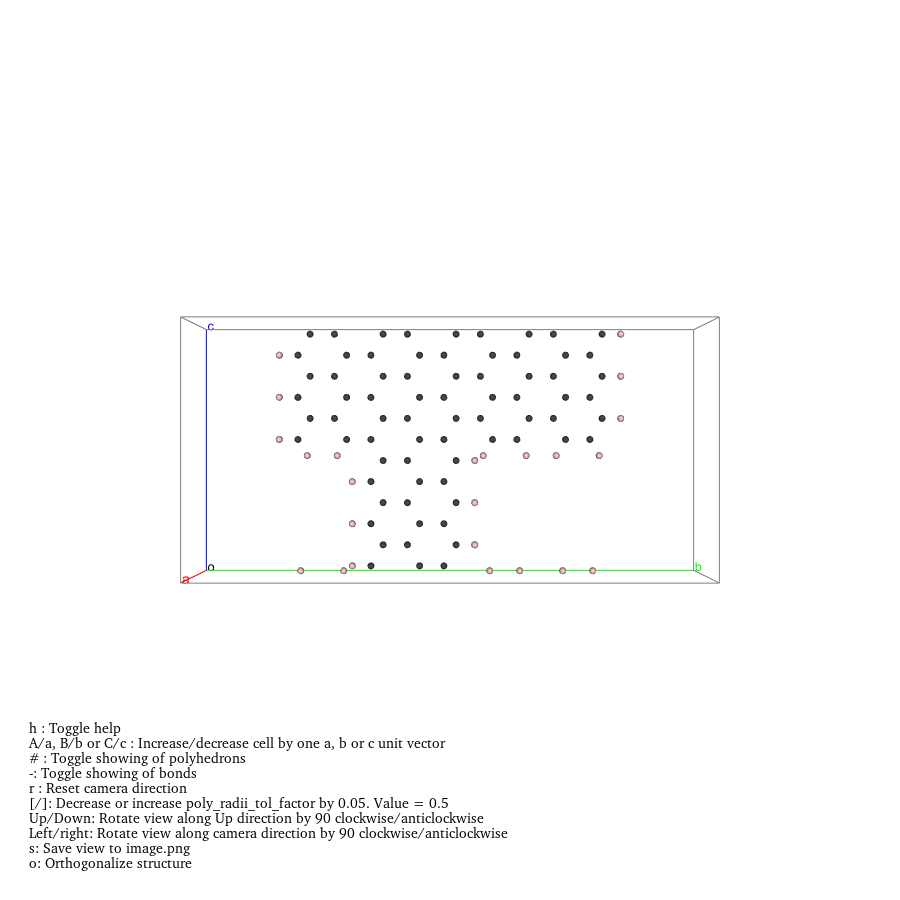 c
o
a
b
h : Toggle help
A/a, B/b or C/c : Increase/decrease cell by one a, b or c unit vector
# : Toggle showing of polyhedrons
-: Toggle showing of bonds
r : Reset camera direction
[/]: Decrease or increase poly_radii_tol_factor by 0.05. Value = 0.5
Up/Down: Rotate view along Up direction by 90 clockwise/anticlockwise
Left/right: Rotate view along camera direction by 90 clockwise/anticlockwise
s: Save view to image.png
o: Orthogonalize structure